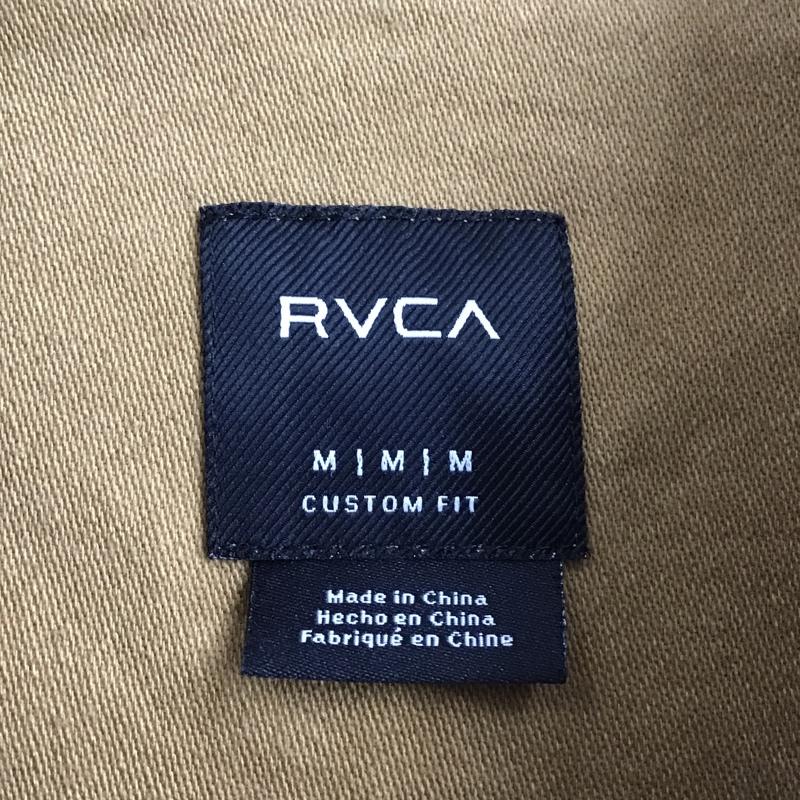 RVCA
M | M | M
CUSTOM FIT
Made in China
Hecho en China
Fabriqué en Chine